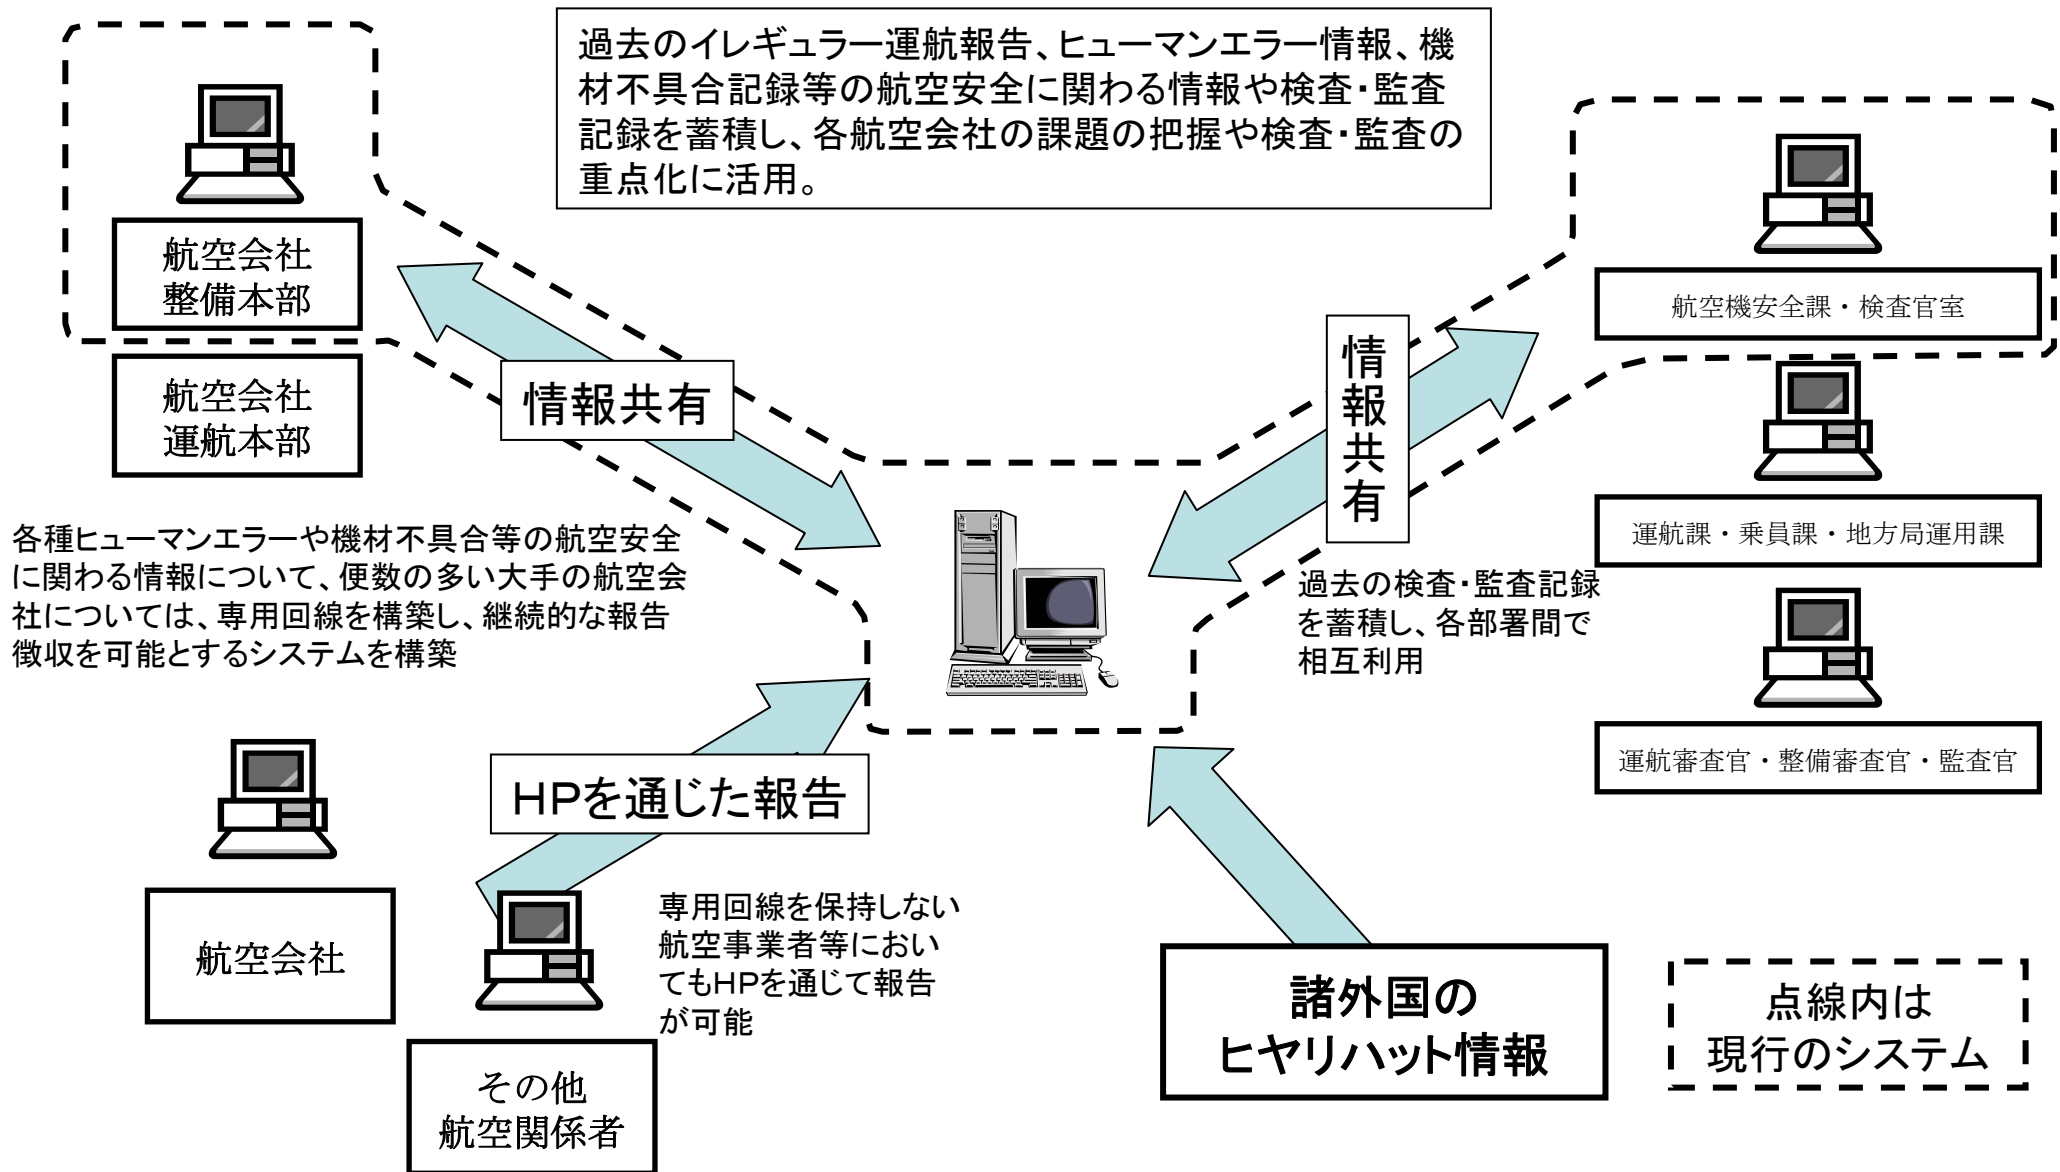 過去のイレギュラー運航報告、ヒューマンエラー情報、機
材不具合記録等の航空安全に関わる情報や検査・監査
記録を蓄積し、各航空会社の課題の把握や検査・監査の
重点化に活用。
航空会社
整備本部
航空会社
運航本部
情報共有
情報共有
航空機安全課・検査官室
運航課・乗員課・地方局運用課
運航審査官・整備審査官・監査官
各種ヒューマンエラーや機材不具合等の航空安全
に関わる情報について、便数の多い大手の航空会
社については、専用回線を構築し、継続的な報告
徴収を可能とするシステムを構築
過去の検査・監査記録
を蓄積し、各部署間で
相互利用
HPを通じた報告
航空会社
専用回線を保持しない
航空事業者等におい
てもHPを通じて報告
が可能
その他
航空関係者
諸外国の
ヒヤリハット情報
点線内は
現行のシステム